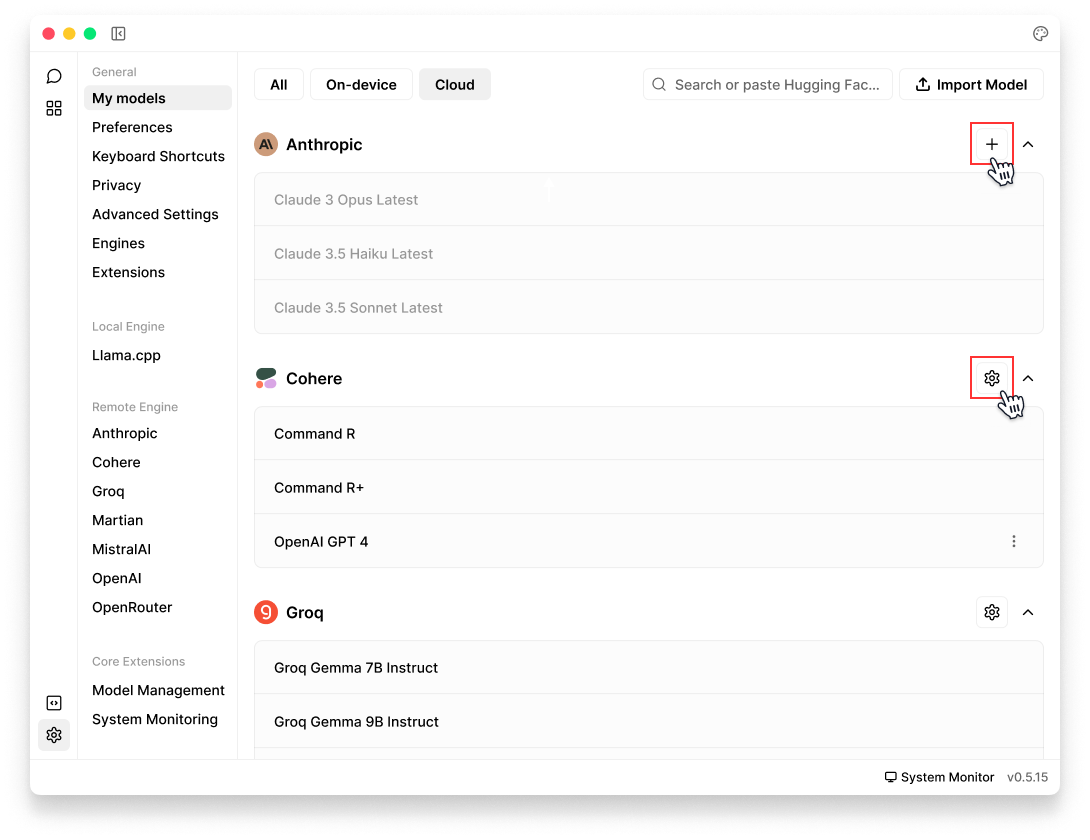 General
My models
Preferences
Keyboard Shortcuts
Privacy
Advanced Settings
Engines
Extensions
Local Engine
Llama.cpp
Remote Engine
Anthropic
Cohere
Groq
Martian
MistralAI
OpenAI
OpenRouter
Core Extensions
Model Management
System Monitoring
All On-device Cloud Search or paste Hugging Fac... Import Model
Anthropic
Claude 3 Opus Latest
Claude 3.5 Haiku Latest
Claude 3.5 Sonnet Latest
Cohere
Command R
Command R+
OpenAI GPT 4
Groq
Groq Gemma 7B Instruct
Groq Gemma 9B Instruct
System Monitor v0.5.15